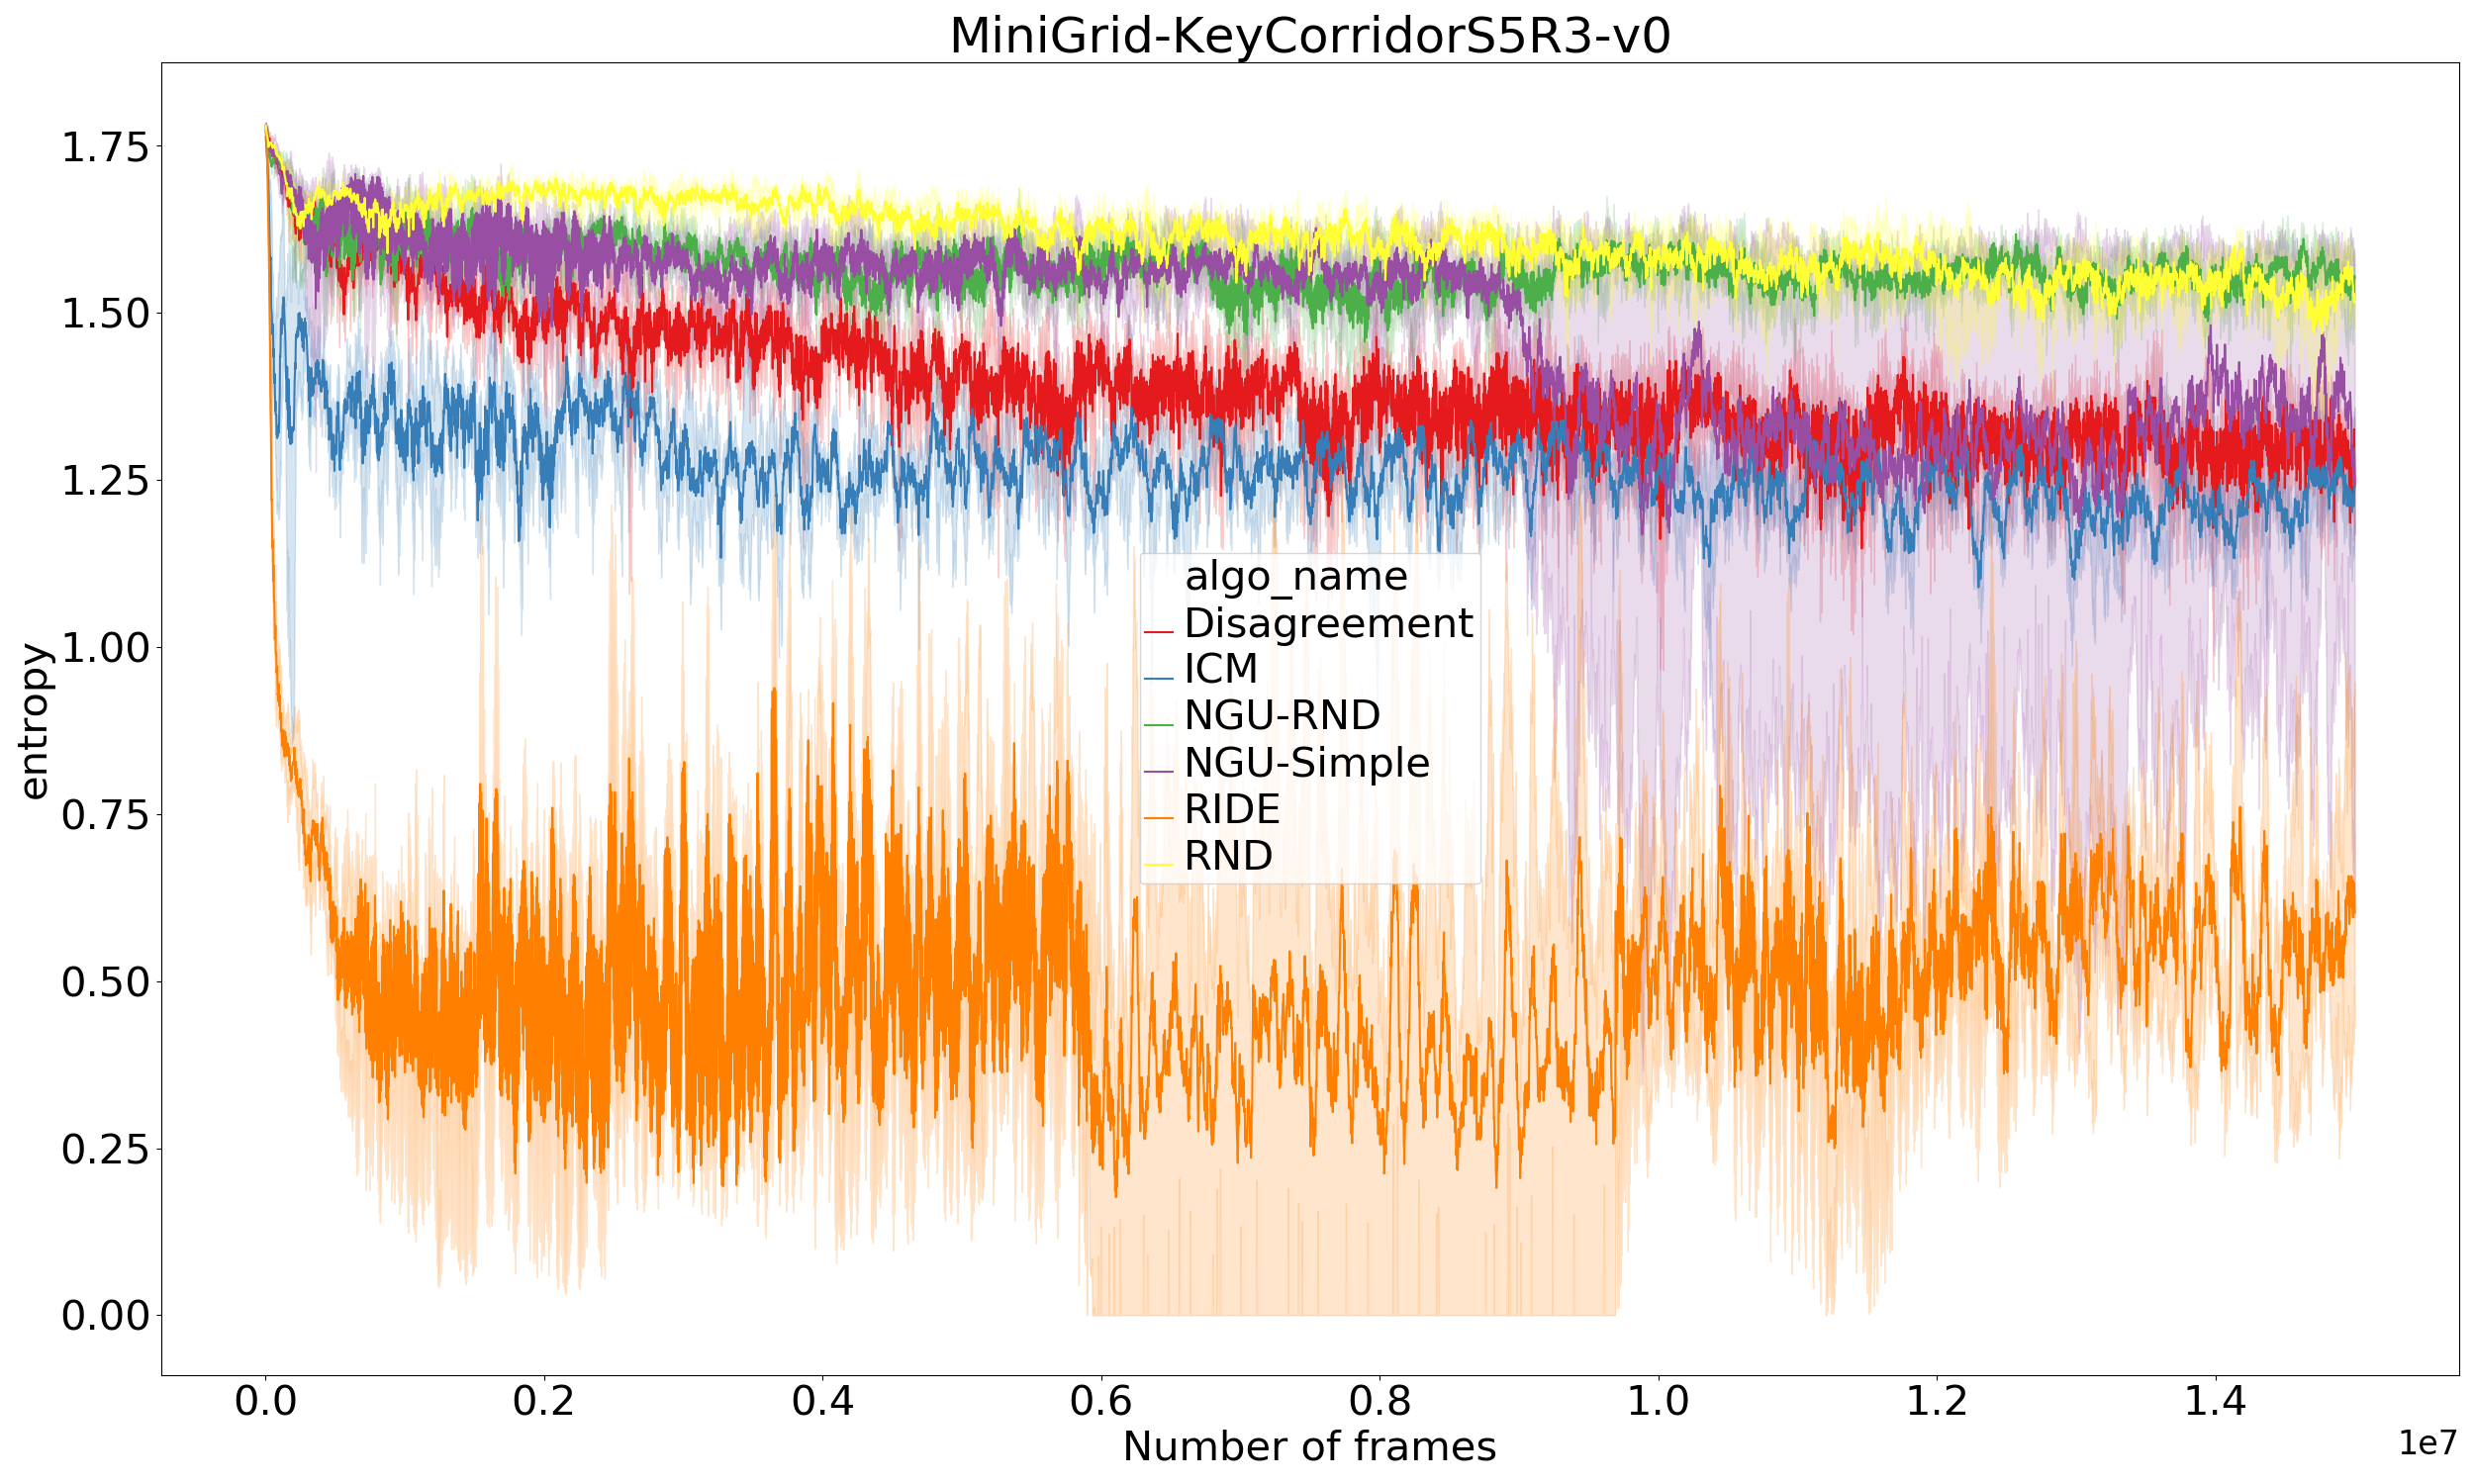 MiniGrid-KeyCorridorS5R3-v0
entropy
1.75
1.50
1.25
1.00
0.75
0.50
0.25
0.00
algo_name
Disagreement
ICM
NGU-RND
NGU-Simple
RIDE
RND
0.0 0.2 0.4 0.6 0.8 1.0 1.2 1.4
Number of frames
1e7